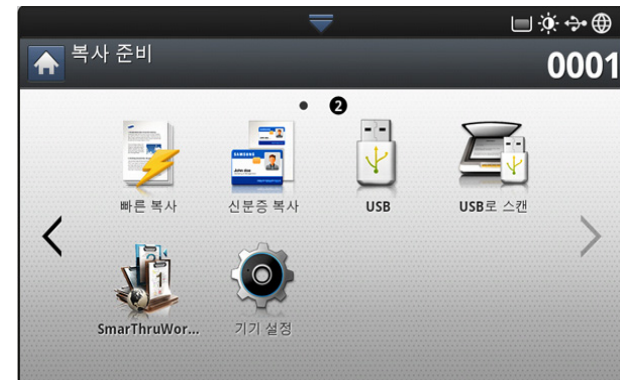 복사 준비
0001
2
빠른 복사
신분증 복사
USB
USB로 스캔
SmarThruWor...
기기 설정